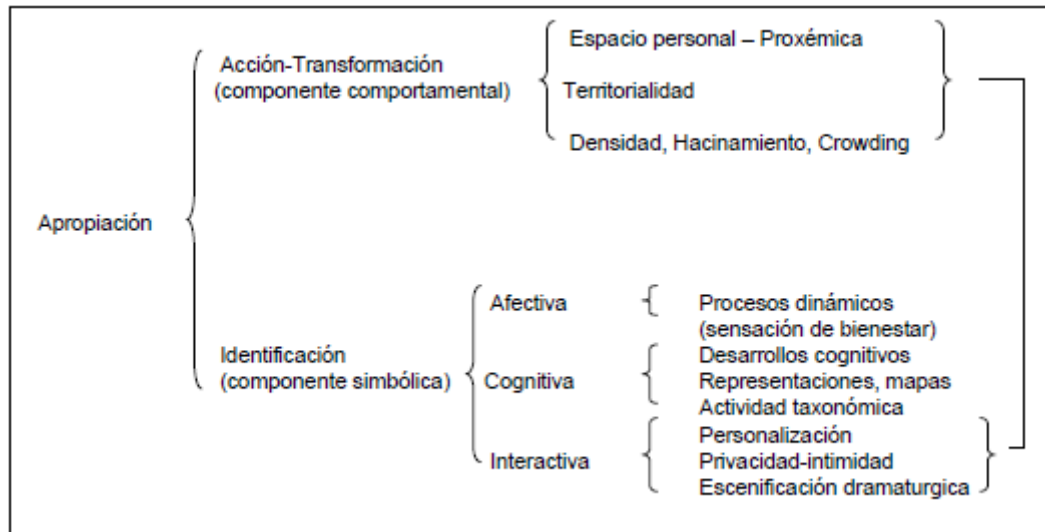 Espacio personal – Proxémica
Acción-Transformación
(componente comportamental)
Territorialidad
Densidad, Hacinamiento, Crowding
Apropiación
Afectiva
Procesos dinámicos
(sensación de bienestar)
Identificación
(componente simbólica)
Cognitiva
Desarrollos cognitivos
Representaciones, mapas
Actividad taxonómica
Interactiva
Personalización
Privacidad-intimidad
Escenificación dramaturgica